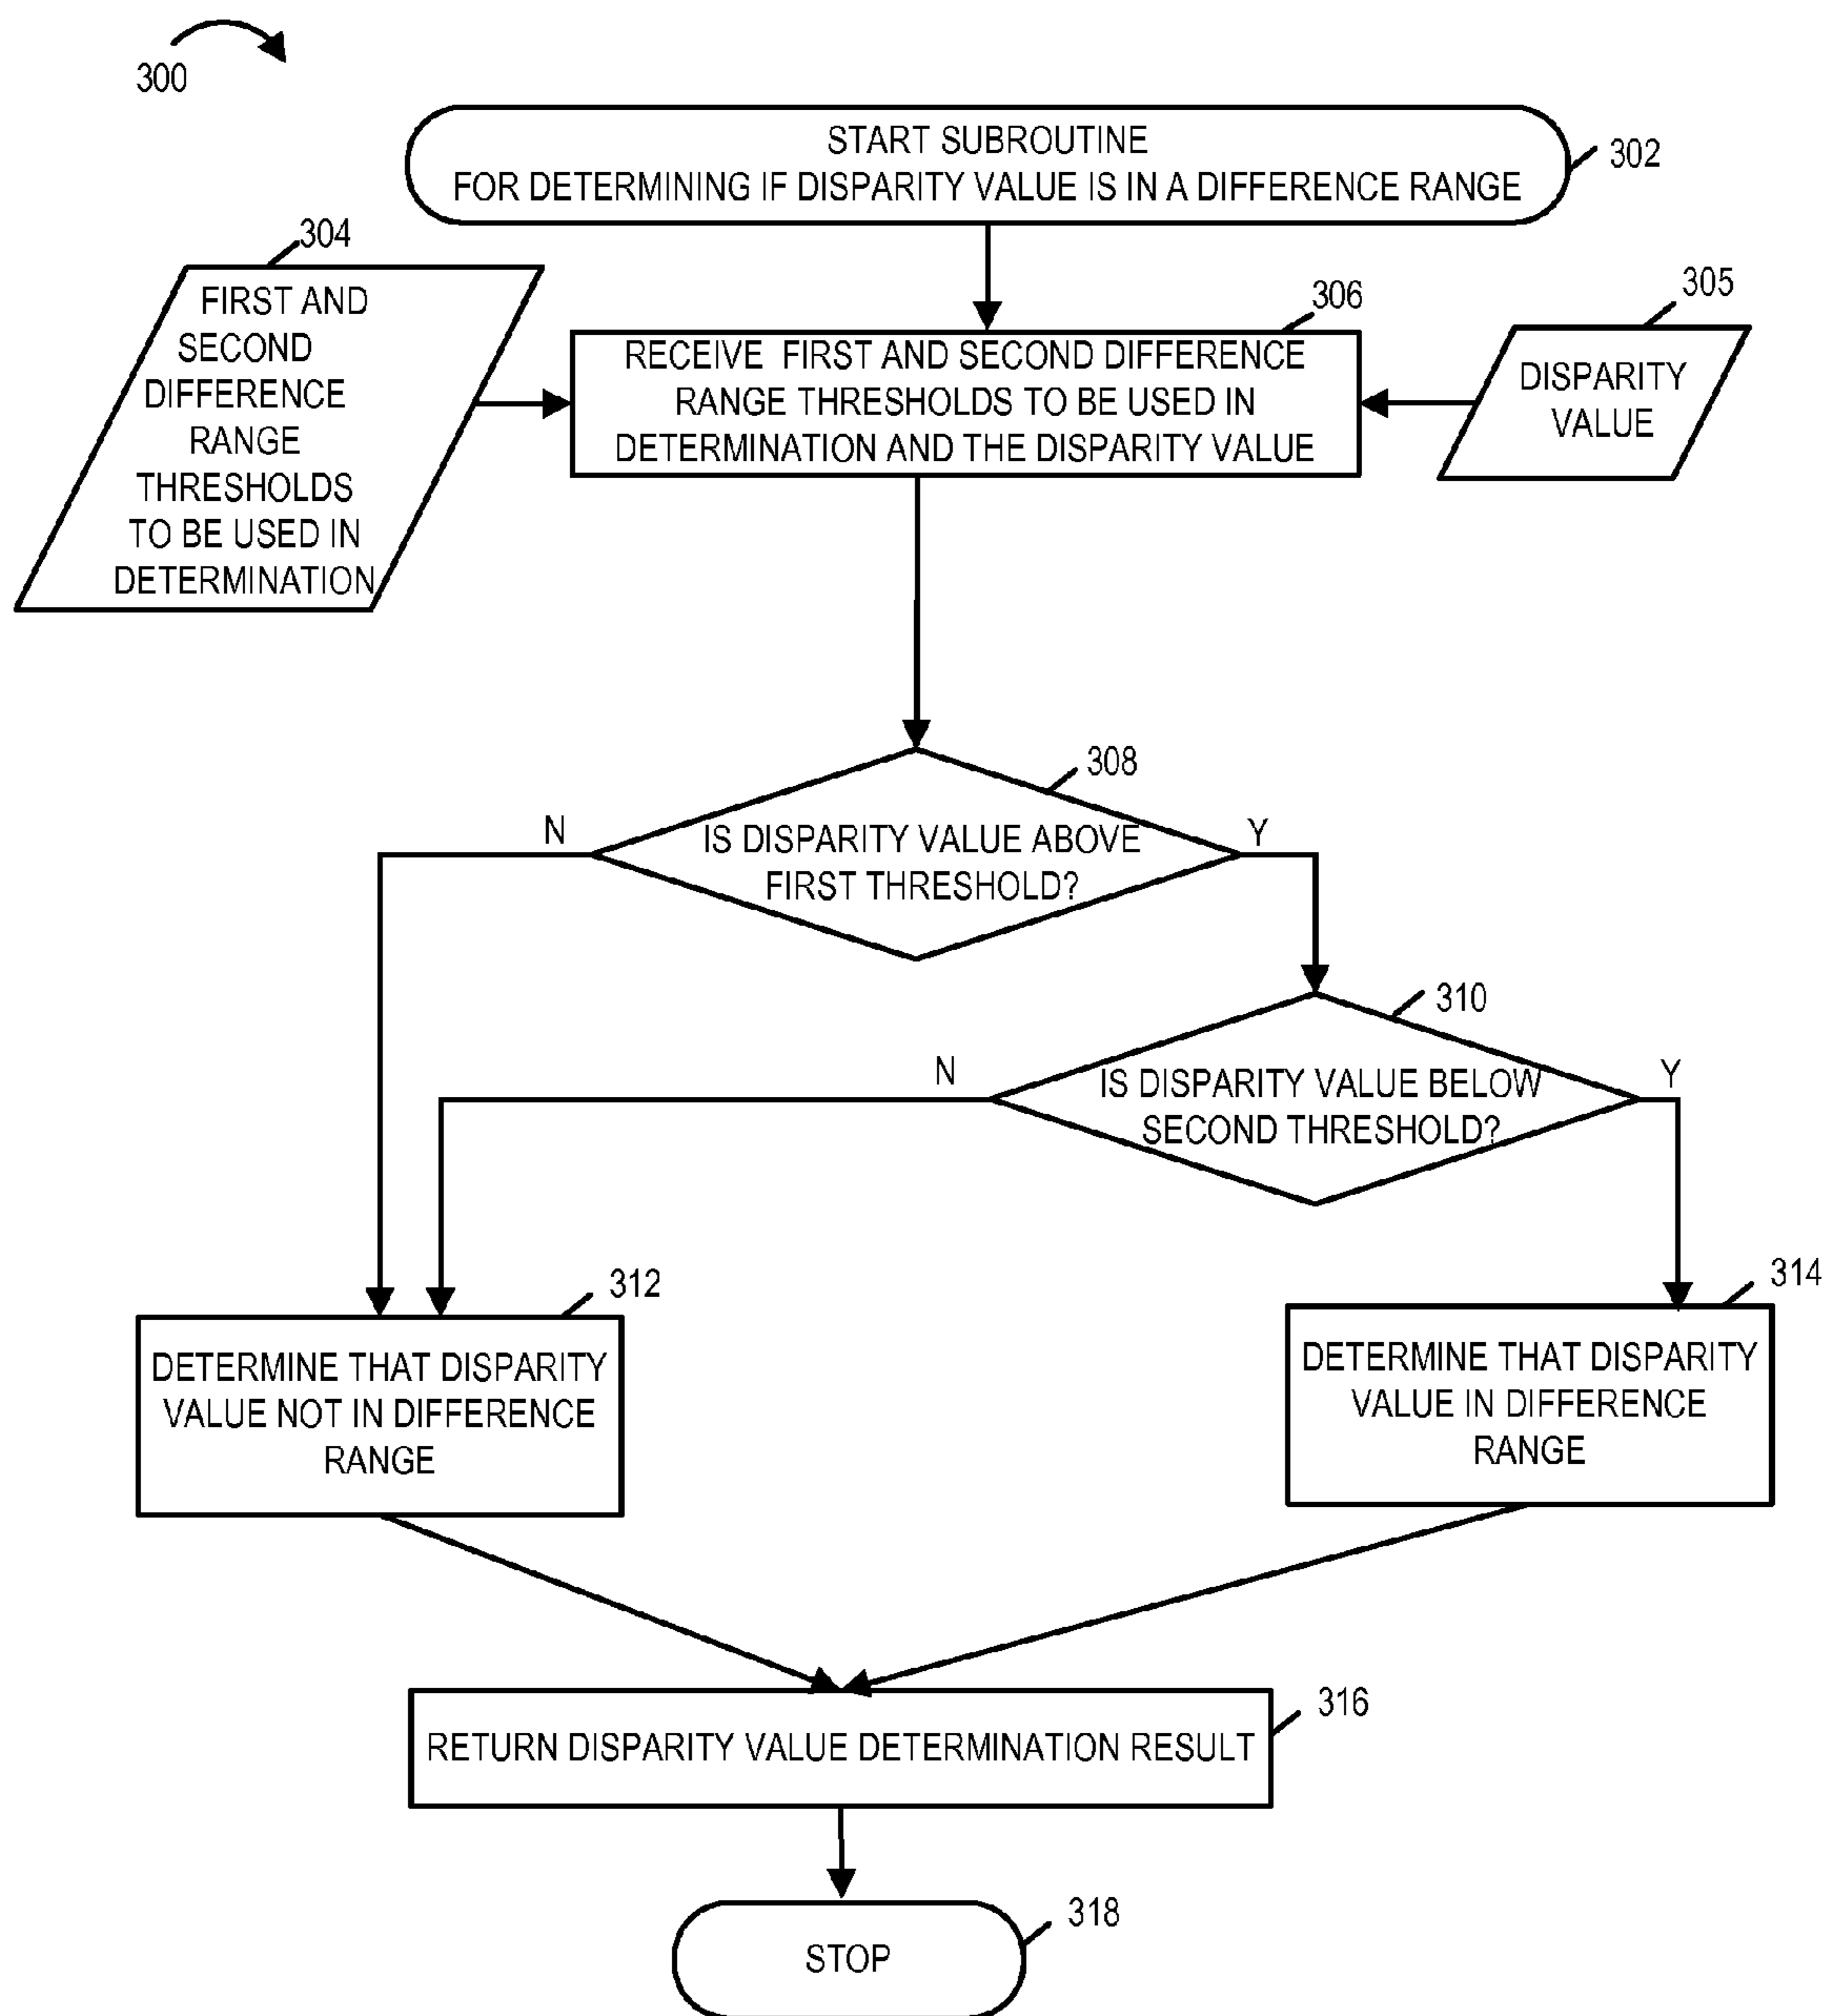 300
START SUBROUTINE
FOR DETERMINING IF DISPARITY VALUE IS IN A DIFFERENCE RANGE
302
304
FIRST AND
SECOND
DIFFERENCE
RANGE
THRESHOLDS
TO BE USED IN
DETERMINATION
306
RECEIVE FIRST AND SECOND DIFFERENCE
RANGE THRESHOLDS TO BE USED IN
DETERMINATION AND THE DISPARITY VALUE
305
DISPARITY
VALUE
308
N
IS DISPARITY VALUE ABOVE
FIRST THRESHOLD?
Y
310
N
IS DISPARITY VALUE BELOW
SECOND THRESHOLD?
Y
312
DETERMINE THAT DISPARITY
VALUE NOT IN DIFFERENCE
RANGE
314
DETERMINE THAT DISPARITY
VALUE IN DIFFERENCE
RANGE
316
RETURN DISPARITY VALUE DETERMINATION RESULT
318
STOP